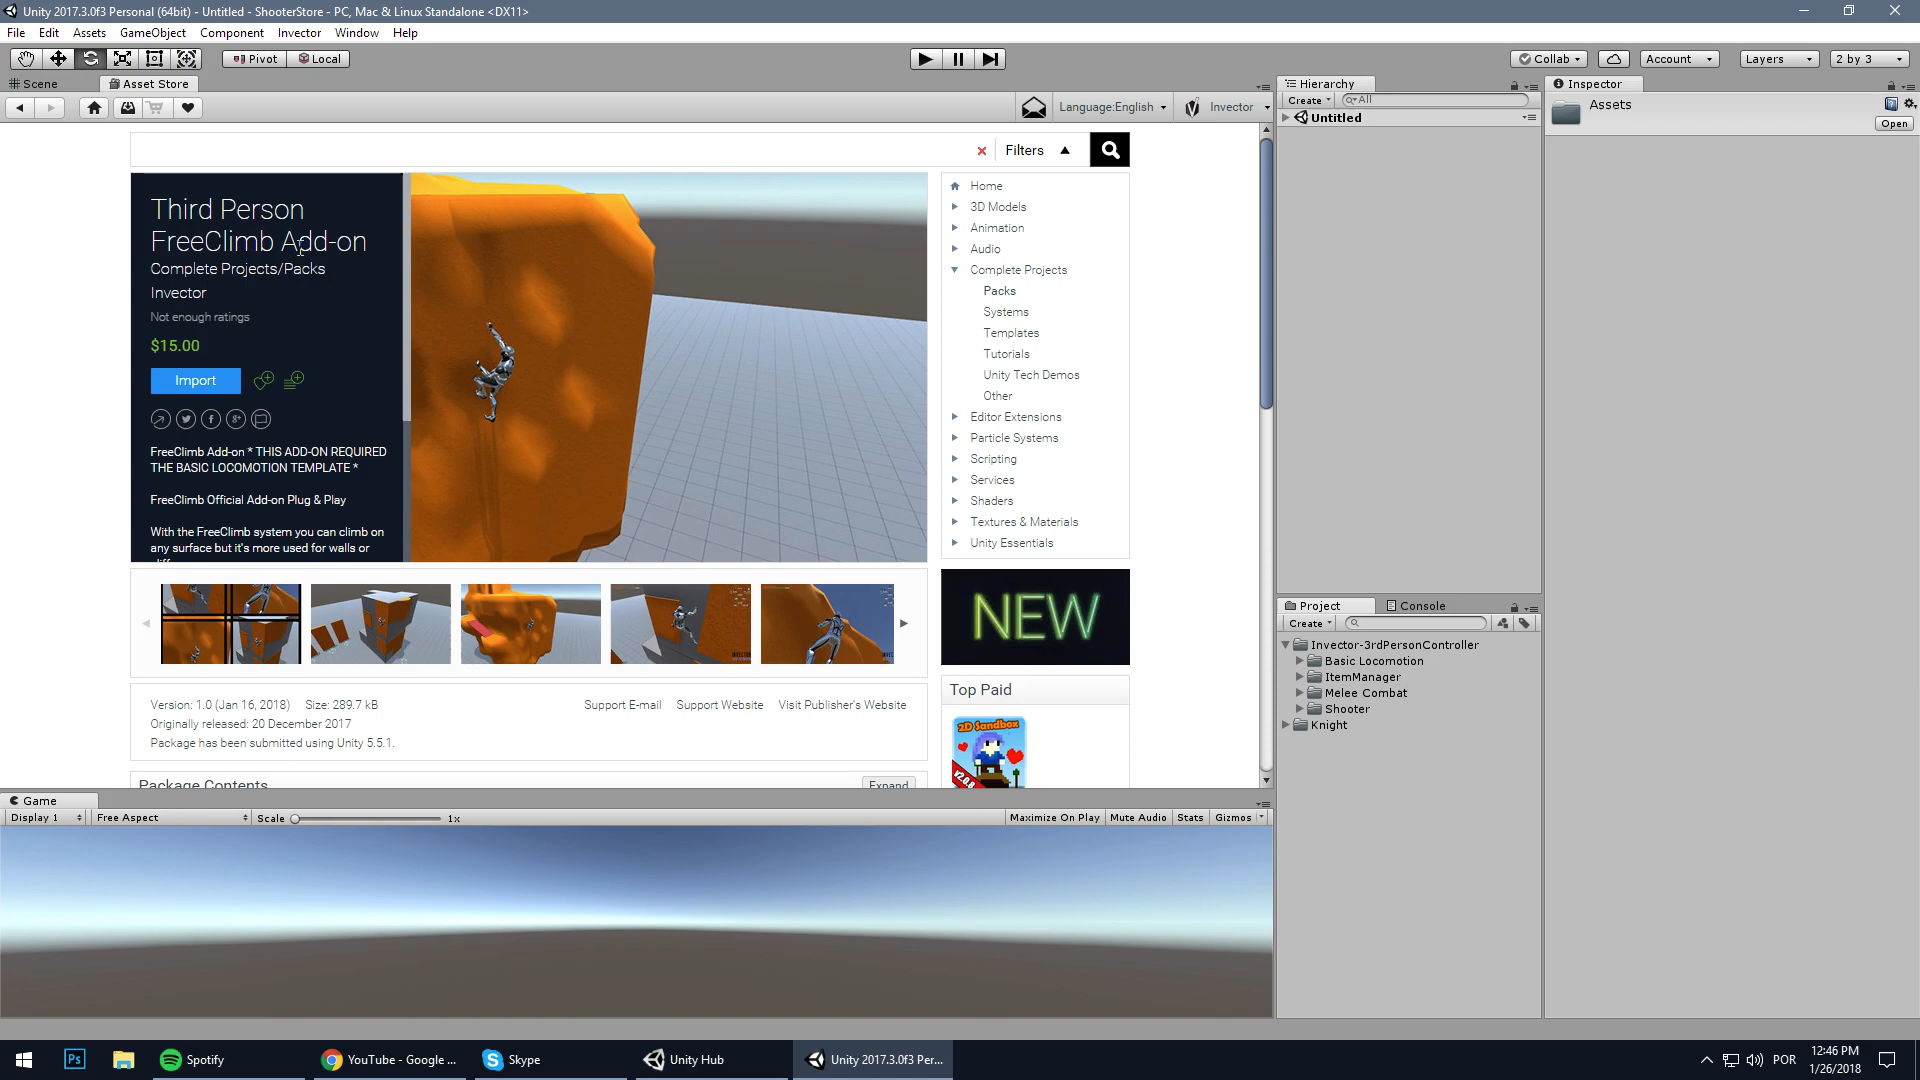 Unity 2017.3.0f3 Personal (64bit) - Untitled - ShooterStore - PC, Mac & Linux Standalone <DX11>
File Edit Assets GameObject Component Invector Window Help
Pivot Local Collab Account Layers 2 by 3
Scene Asset Store
Language:English Invector
Filters
Third Person
FreeClimb Add-on
Complete Projects/Packs
Invector
Not enough ratings
$15.00
Import
FreeClimb Add-on * THIS ADD-ON REQUIRED
THE BASIC LOCOMOTION TEMPLATE *
FreeClimb Official Add-on Plug & Play
With the FreeClimb system you can climb on
any surface but it's more used for walls or
Home
3D Models
Animation
Audio
Complete Projects
Packs
Systems
Templates
Tutorials
Unity Tech Demos
Other
Editor Extensions
Particle Systems
Scripting
Services
Shaders
Textures & Materials
Unity Essentials
NEW
Top Paid
2D Sandbox
v2.0.8
Version: 1.0 (Jan 16, 2018) Size: 289.7 kB
Support E-mail Support Website Visit Publisher's Website
Originally released: 20 December 2017
Package has been submitted using Unity 5.5.1.
Package Contents
Expand
Hierarchy
Create All
Untitled
Inspector
Assets
Open
Project Console
Create
Invector-3rdPersonController
Basic Locomotion
ItemManager
Melee Combat
Shooter
Knight
Game
Display 1 Free Aspect Scale 1x Maximize On Play Mute Audio Stats Gizmos
Ps Spotify YouTube - Google ... Skype Unity Hub Unity 2017.3.0f3 Per...
POR
12:46 PM
1/26/2018